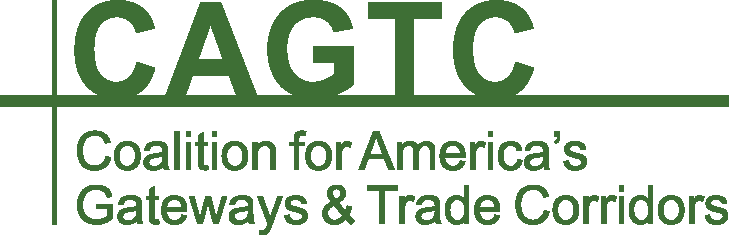 CAGTC
Coalition for America's
Gateways & Trade Corridors